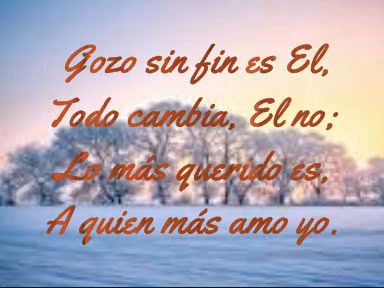 Gozo sin fin es El,
Todo cambia, El no;
Lo más querido es,
A quien más amo yo.